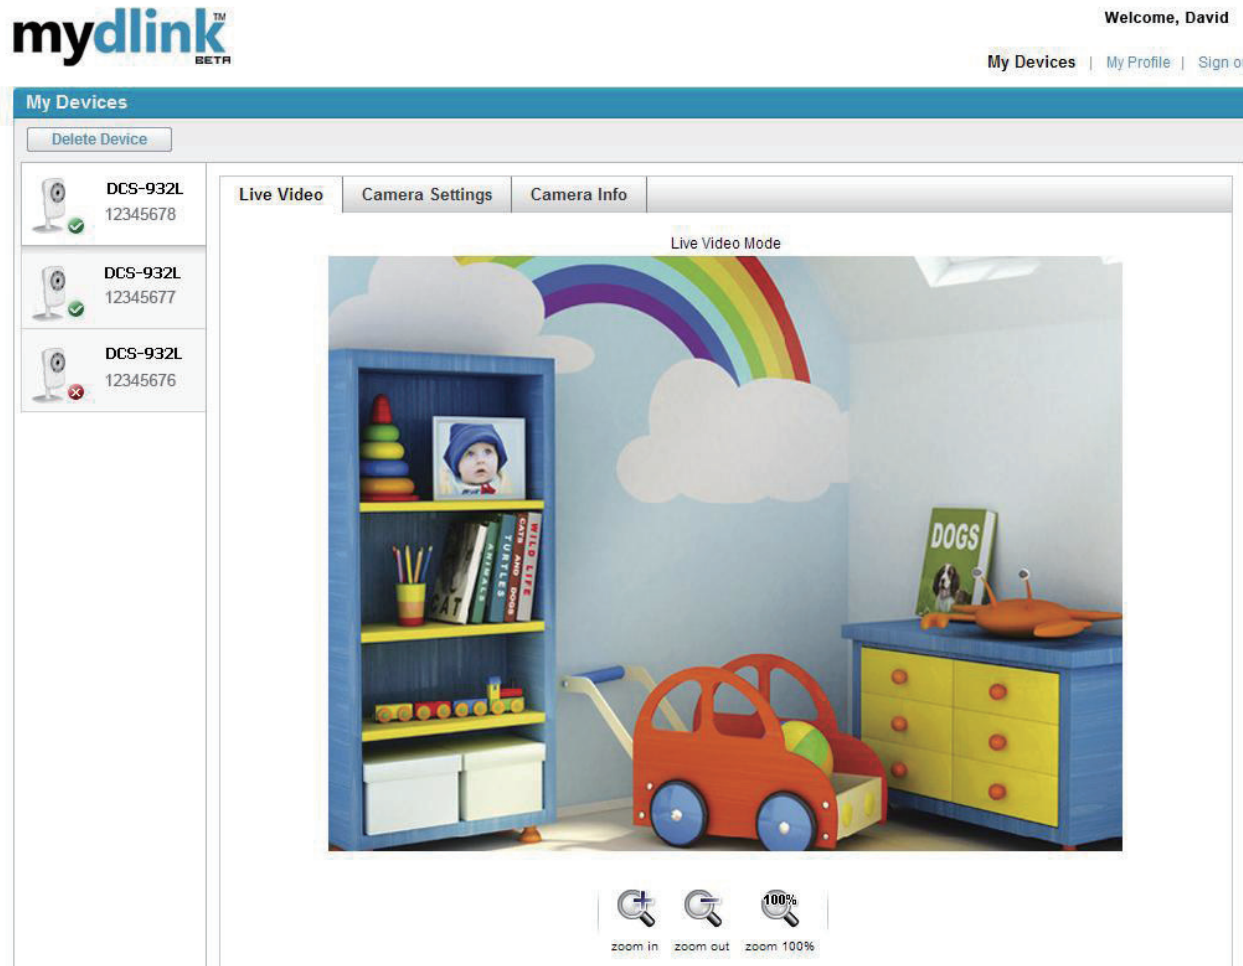 mydlink™
BETA
Welcome, David
My Devices | My Profile | Sign
My Devices
Delete Device
DCS-932L
12345678
DCS-932L
12345677
DCS-932L
12345676
Live Video
Camera Settings
Camera Info
Live Video Mode
DOGS
CAT
ANIMALS
TURTLES
CATS AND DOGS
WILD LIFE
100%
zoom in
zoom out
zoom 100%